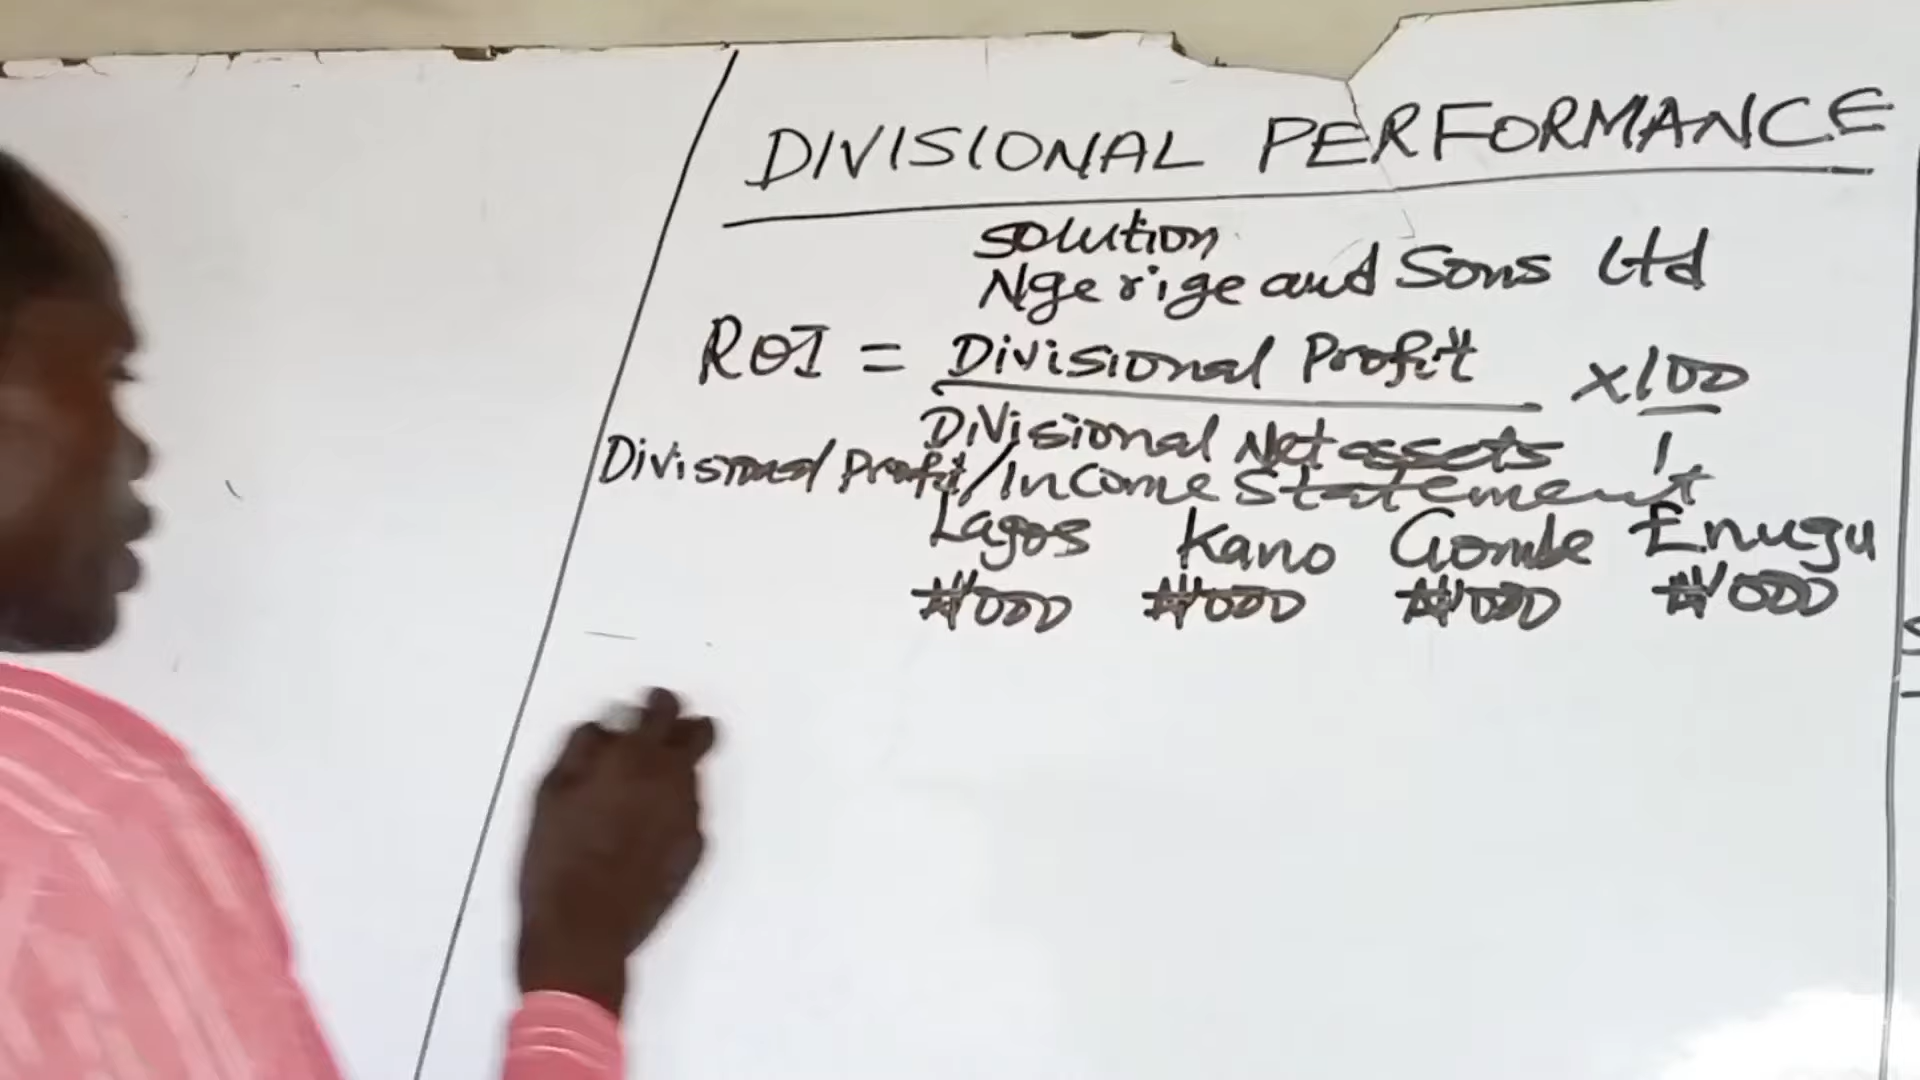 DIVISIONAL PERFORMANCE
solution
Ngerige and Sons Ltd
ROI = Divisional Profit x100
Divisional Net assets 1
Divisional Profit/Income Statement
Lagos Kano Gombe Enugu
₦'000 ₦'000 ₦'000 ₦'000